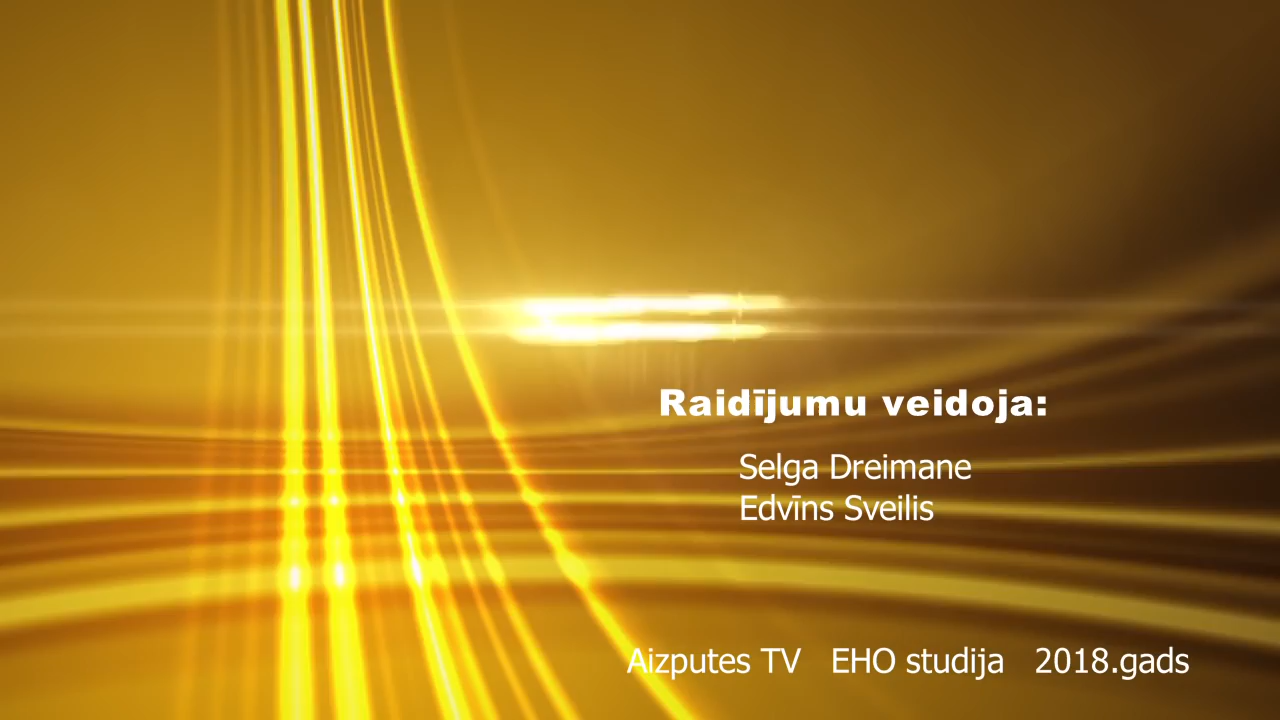 Raidījumu veidoja:
Selga Dreimane
Edvīns Sveilis
Aizputes TV EHO studija 2018.gads